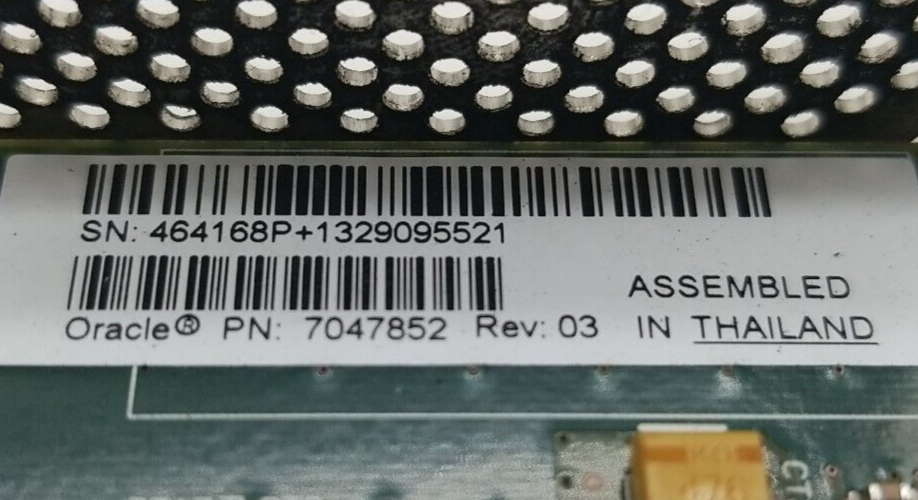 SN: 464168P+1329095521
Oracle® PN: 7047852 Rev: 03
ASSEMBLED
IN THAILAND